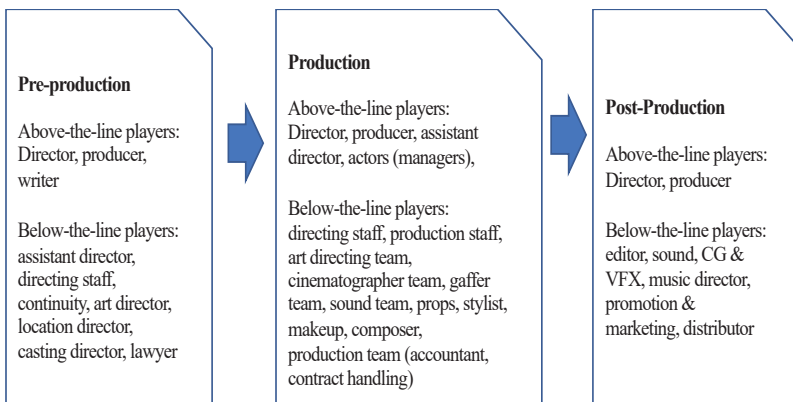 Pre-production
Above-the-line players:
Director, producer,
writer
Below-the-line players:
assistant director,
directing staff,
continuity, art director,
location director,
casting director, lawyer
Production
Above-the-line players:
Director, producer, assistant
director, actors (managers),
Below-the-line players:
directing staff, production staff,
art directing team,
cinematographer team, gaffer
team, sound team, props, stylist,
makeup, composer,
production team (accountant,
contract handling)
Post-Production
Above-the-line players:
Director, producer
Below-the-line players:
editor, sound, CG &
VFX, music director,
promotion &
marketing, distributor